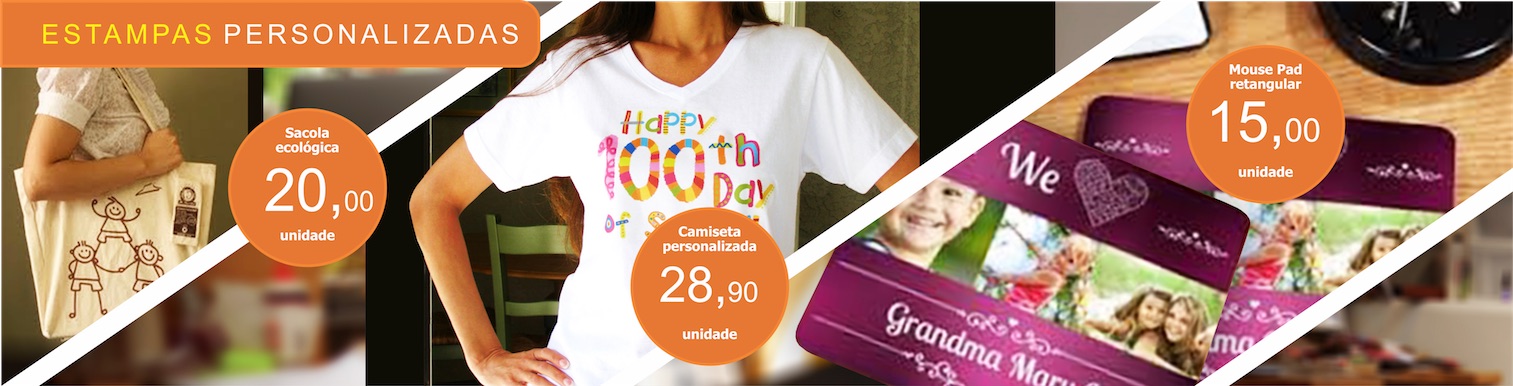 ESTAMPAS PERSONALIZADAS
Sacola
ecológica
20,00
unidade
Happy
100th
Day
of
Camiseta
personalizada
28,90
unidade
We
Grandma Mary
Mouse Pad
retangular
15,00
unidade